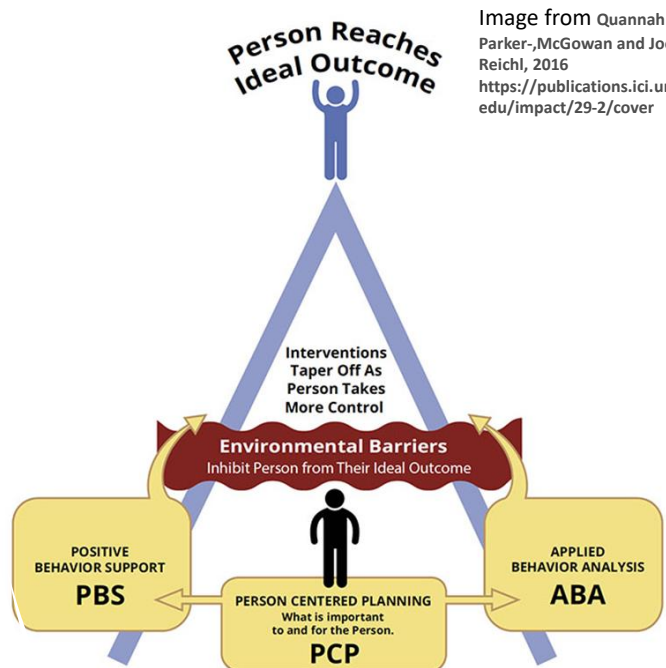 Person Reaches
Ideal Outcome
Image from Quannah
Parker-,McGowan and Joe
Reichl, 2016
https://publications.ici.um
edu/impact/29-2/cover
Interventions
Taper Off As
Person Takes
More Control
Environmental Barriers
Inhibit Person from Their Ideal Outcome
POSITIVE
BEHAVIOR SUPPORT
PBS
PERSON CENTERED PLANNING
What is important
to and for the Person.
PCP
APPLIED
BEHAVIOR ANALYSIS
ABA